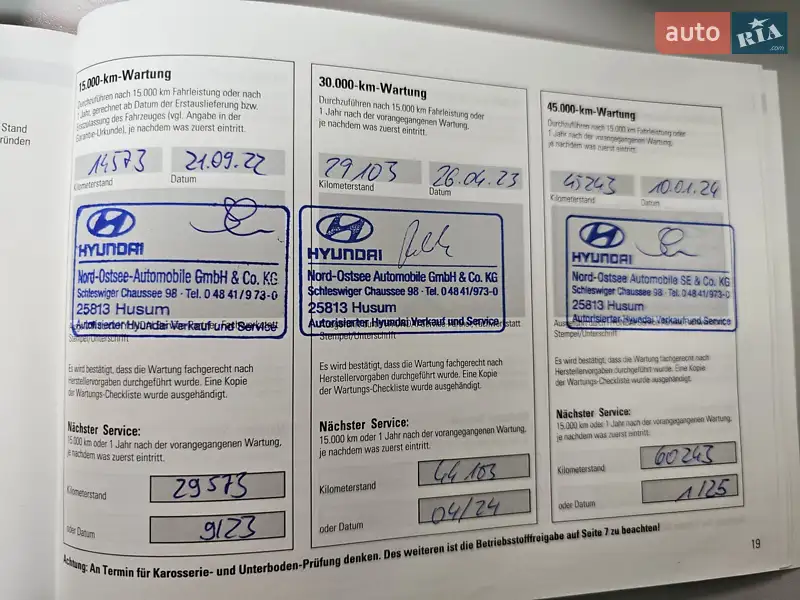 auto RIA .com
Stand
ründen
15.000-km-Wartung
Durchzuführen nach 15.000 km Fahrleistung oder nach
1 Jahr, gerechnet ab Datum der Erstauslieferung bzw.
Erstzulassung des Fahrzeuges (vgl. Angabe in der
Garantie-Urkunde), je nachdem was zuerst eintritt.
14573 21.09.22
Kilometerstand Datum
HYUNDAI
Nord-Ostsee-Automobile GmbH & Co. KG
Schleswiger Chaussee 98 · Tel. 0 48 41/9 73-0
25813 Husum
Autorisierter Hyundai Verkauf und Service
Stempel/Unterschrift
Es wird bestätigt, dass die Wartung fachgerecht nach
Herstellervorgaben durchgeführt wurde. Eine Kopie
der Wartungs-Checkliste wurde ausgehändigt.
Nächster Service:
15.000 km oder 1 Jahr nach der vorangegangenen Wartung,
je nachdem was zuerst eintritt.
Kilometerstand 29573
oder Datum 9/23
30.000-km-Wartung
Durchzuführen nach 15.000 km Fahrleistung oder
1 Jahr nach der vorangegangenen Wartung,
je nachdem was zuerst eintritt.
29103 26.04.23
Kilometerstand Datum
HYUNDAI
Nord-Ostsee Automobile GmbH & Co. KG
Schleswiger Chaussee 98 · Tel. 0 48 41/973-0
25813 Husum
Autorisierter Hyundai Verkauf und Service
Stempel/Unterschrift
Es wird bestätigt, dass die Wartung fachgerecht nach
Herstellervorgaben durchgeführt wurde. Eine Kopie
der Wartungs-Checkliste wurde ausgehändigt.
Nächster Service:
15.000 km oder 1 Jahr nach der vorangegangenen Wartung,
je nachdem was zuerst eintritt.
Kilometerstand 44103
oder Datum 04/24
45.000-km-Wartung
Durchzuführen nach 15.000 km Fahrleistung oder
1 Jahr nach der vorangegangenen Wartung,
je nachdem was zuerst eintritt.
45243 10.01.24
Kilometerstand Datum
HYUNDAI
Nord-Ostsee Automobile SE & Co. KG
Schleswiger Chaussee 98 · Tel. 0 48 41/973-0
25813 Husum
Autorisierter Hyundai Verkauf und Service
Stempel/Unterschrift
Es wird bestätigt, dass die Wartung fachgerecht nach
Herstellervorgaben durchgeführt wurde. Eine Kopie
der Wartungs-Checkliste wurde ausgehändigt.
Nächster Service:
15.000 km oder 1 Jahr nach der vorangegangenen Wartung,
je nachdem was zuerst eintritt.
Kilometerstand 60243
oder Datum 1/25
Achtung: An Termin für Karosserie- und Unterboden-Prüfung denken. Des weiteren ist die Betriebsstofffreigabe auf Seite 7 zu beachten!
19